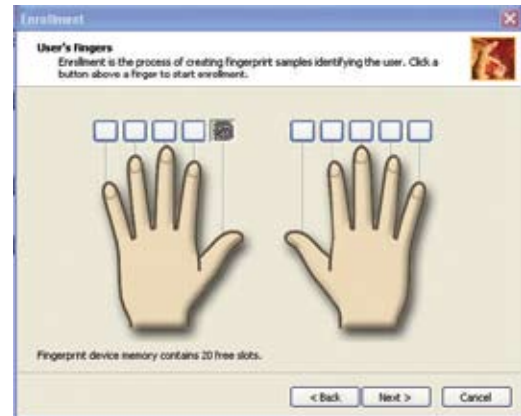 Enrollment
User's Fingers
Enrollment is the process of creating fingerprint samples identifying the user. Click a
button above a finger to start enrollment.
Fingerprint device memory contains 20 free slots.
< Back
Next >
Cancel